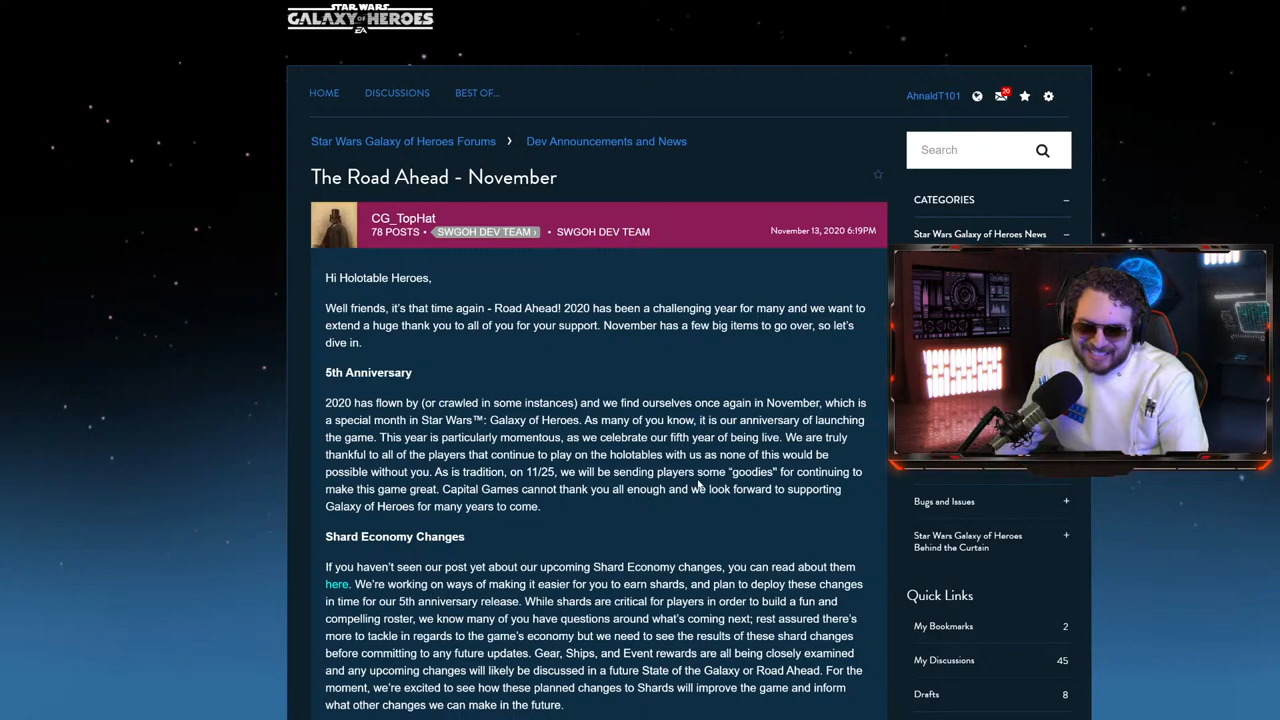 STAR WARS
GALAXY OF HEROES
EA
HOME
DISCUSSIONS
BEST OF...
AhnaldT101
20
Star Wars Galaxy of Heroes Forums
Dev Announcements and News
Search
The Road Ahead - November
CATEGORIES
CG_TopHat
78 POSTS • SWGOH DEV TEAM › • SWGOH DEV TEAM
November 13, 2020 6:19PM
Star Wars Galaxy of Heroes News
Hi Holotable Heroes,
Well friends, it's that time again - Road Ahead! 2020 has been a challenging year for many and we want to
extend a huge thank you to all of you for your support. November has a few big items to go over, so let's
dive in.
5th Anniversary
2020 has flown by (or crawled in some instances) and we find ourselves once again in November, which is
a special month in Star Wars™: Galaxy of Heroes. As many of you know, it is our anniversary of launching
the game. This year is particularly momentous, as we celebrate our fifth year of being live. We are truly
thankful to all of the players that continue to play on the holotables with us as none of this would be
possible without you. As is tradition, on 11/25, we will be sending players some "goodies" for continuing to
make this game great. Capital Games cannot thank you all enough and we look forward to supporting
Galaxy of Heroes for many years to come.
Shard Economy Changes
If you haven't seen our post yet about our upcoming Shard Economy changes, you can read about them
here. We're working on ways of making it easier for you to earn shards, and plan to deploy these changes
in time for our 5th anniversary release. While shards are critical for players in order to build a fun and
compelling roster, we know many of you have questions around what's coming next; rest assured there's
more to tackle in regards to the game's economy but we need to see the results of these shard changes
before committing to any future updates. Gear, Ships, and Event rewards are all being closely examined
and any upcoming changes will likely be discussed in a future State of the Galaxy or Road Ahead. For the
moment, we're excited to see how these planned changes to Shards will improve the game and inform
what other changes we can make in the future.
Bugs and Issues
Star Wars Galaxy of Heroes
Behind the Curtain
Quick Links
My Bookmarks 2
My Discussions 45
Drafts 8